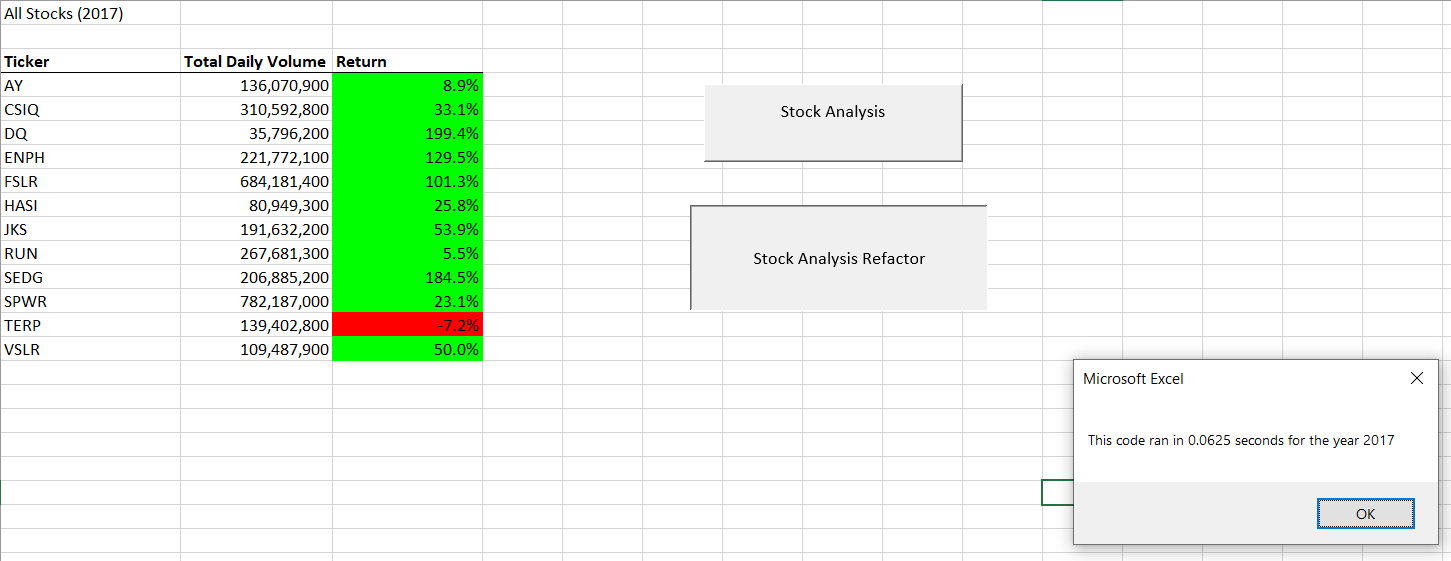 All Stocks (2017)
Ticker Total Daily Volume Return
AY 136,070,900 8.9%
CSIQ 310,592,800 33.1%
DQ 35,796,200 199.4%
ENPH 221,772,100 129.5%
FSLR 684,181,400 101.3%
HASI 80,949,300 25.8%
JKS 191,632,200 53.9%
RUN 267,681,300 5.5%
SEDG 206,885,200 184.5%
SPWR 782,187,000 23.1%
TERP 139,402,800 -7.2%
VSLR 109,487,900 50.0%
Stock Analysis
Stock Analysis Refactor
Microsoft Excel
This code ran in 0.0625 seconds for the year 2017
OK